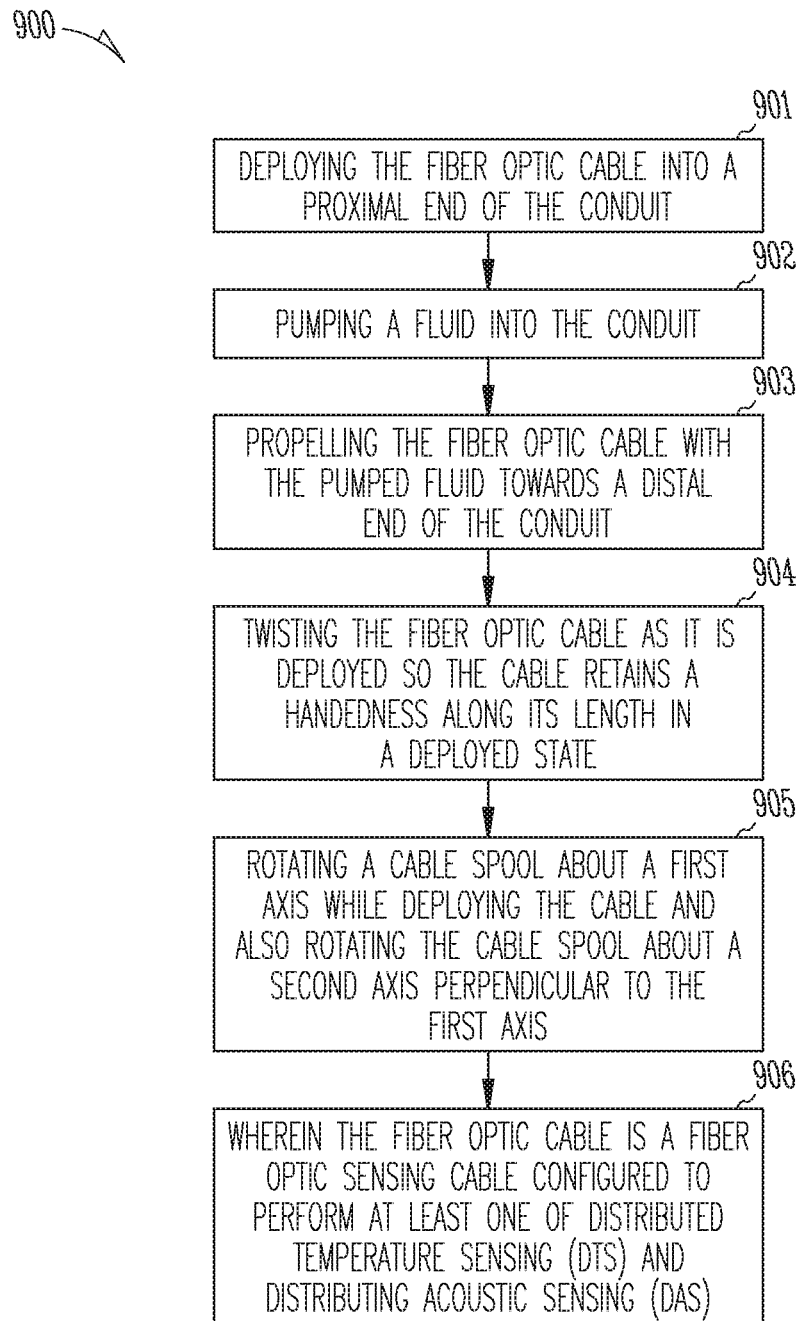 900
901
DEPLOYING THE FIBER OPTIC CABLE INTO A
PROXIMAL END OF THE CONDUIT
902
PUMPING A FLUID INTO THE CONDUIT
903
PROPELLING THE FIBER OPTIC CABLE WITH
THE PUMPED FLUID TOWARDS A DISTAL
END OF THE CONDUIT
904
TWISTING THE FIBER OPTIC CABLE AS IT IS
DEPLOYED SO THE CABLE RETAINS A
HANDEDNESS ALONG ITS LENGTH IN
A DEPLOYED STATE
905
ROTATING A CABLE SPOOL ABOUT A FIRST
AXIS WHILE DEPLOYING THE CABLE AND
ALSO ROTATING THE CABLE SPOOL ABOUT A
SECOND AXIS PERPENDICULAR TO THE
FIRST AXIS
906
WHEREIN THE FIBER OPTIC CABLE IS A FIBER
OPTIC SENSING CABLE CONFIGURED TO
PERFORM AT LEAST ONE OF DISTRIBUTED
TEMPERATURE SENSING (DTS) AND
DISTRIBUTING ACOUSTIC SENSING (DAS)